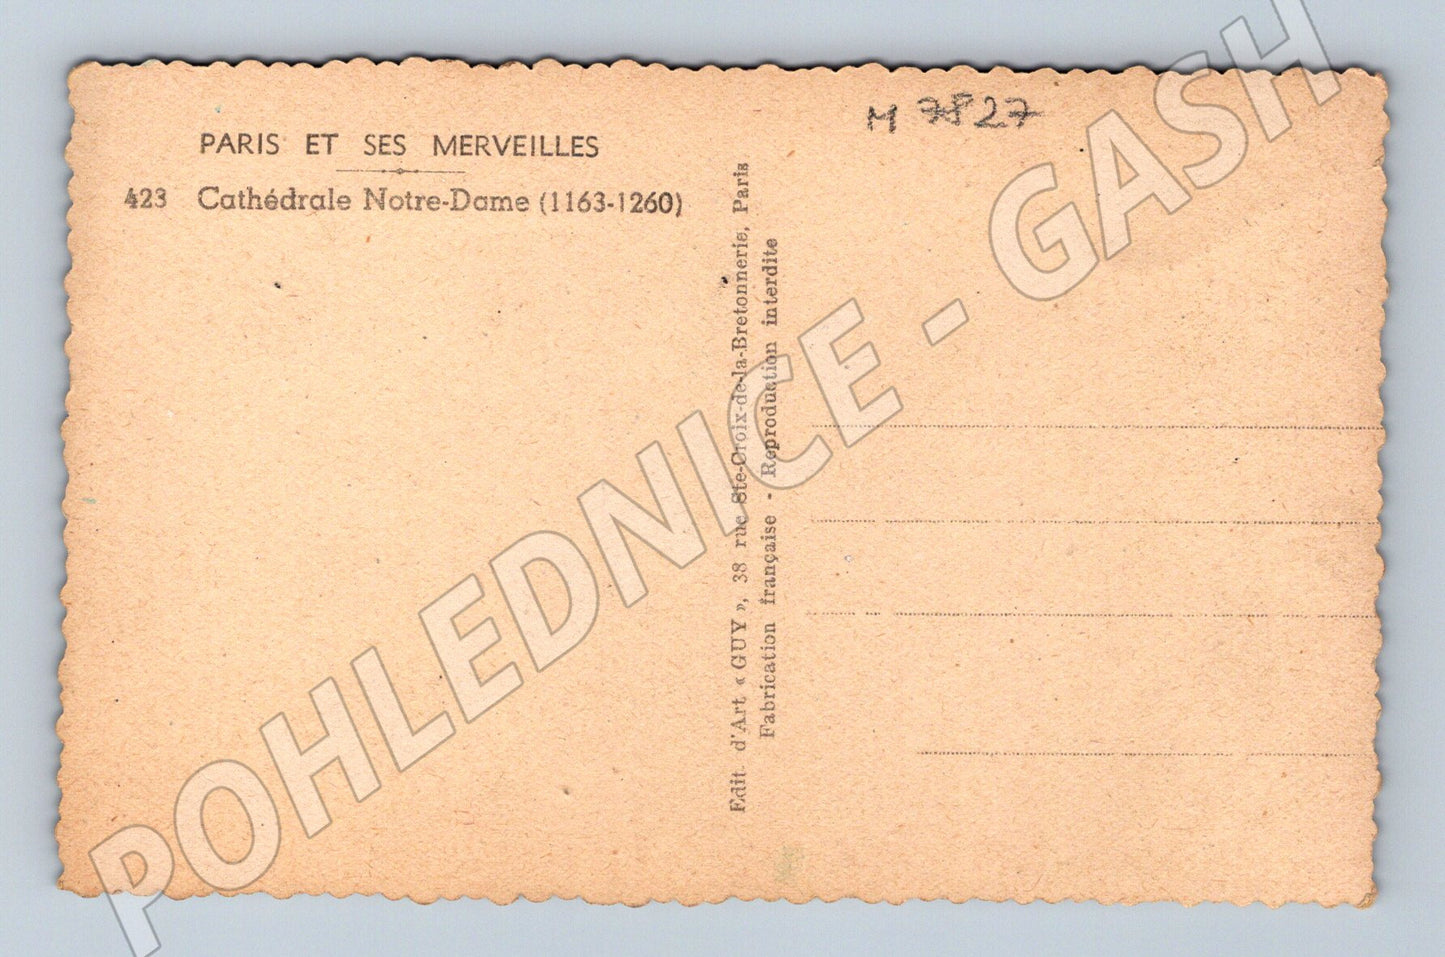 M 7827
PARIS ET SES MERVEILLES
423 Cathédrale Notre-Dame (1163-1260)
Edit. d'Art « GUY », 38 rue Ste-Croix-de-la-Bretonnerie, Paris
Fabrication française - Reproduction interdite
POHLEDNICE - GASH